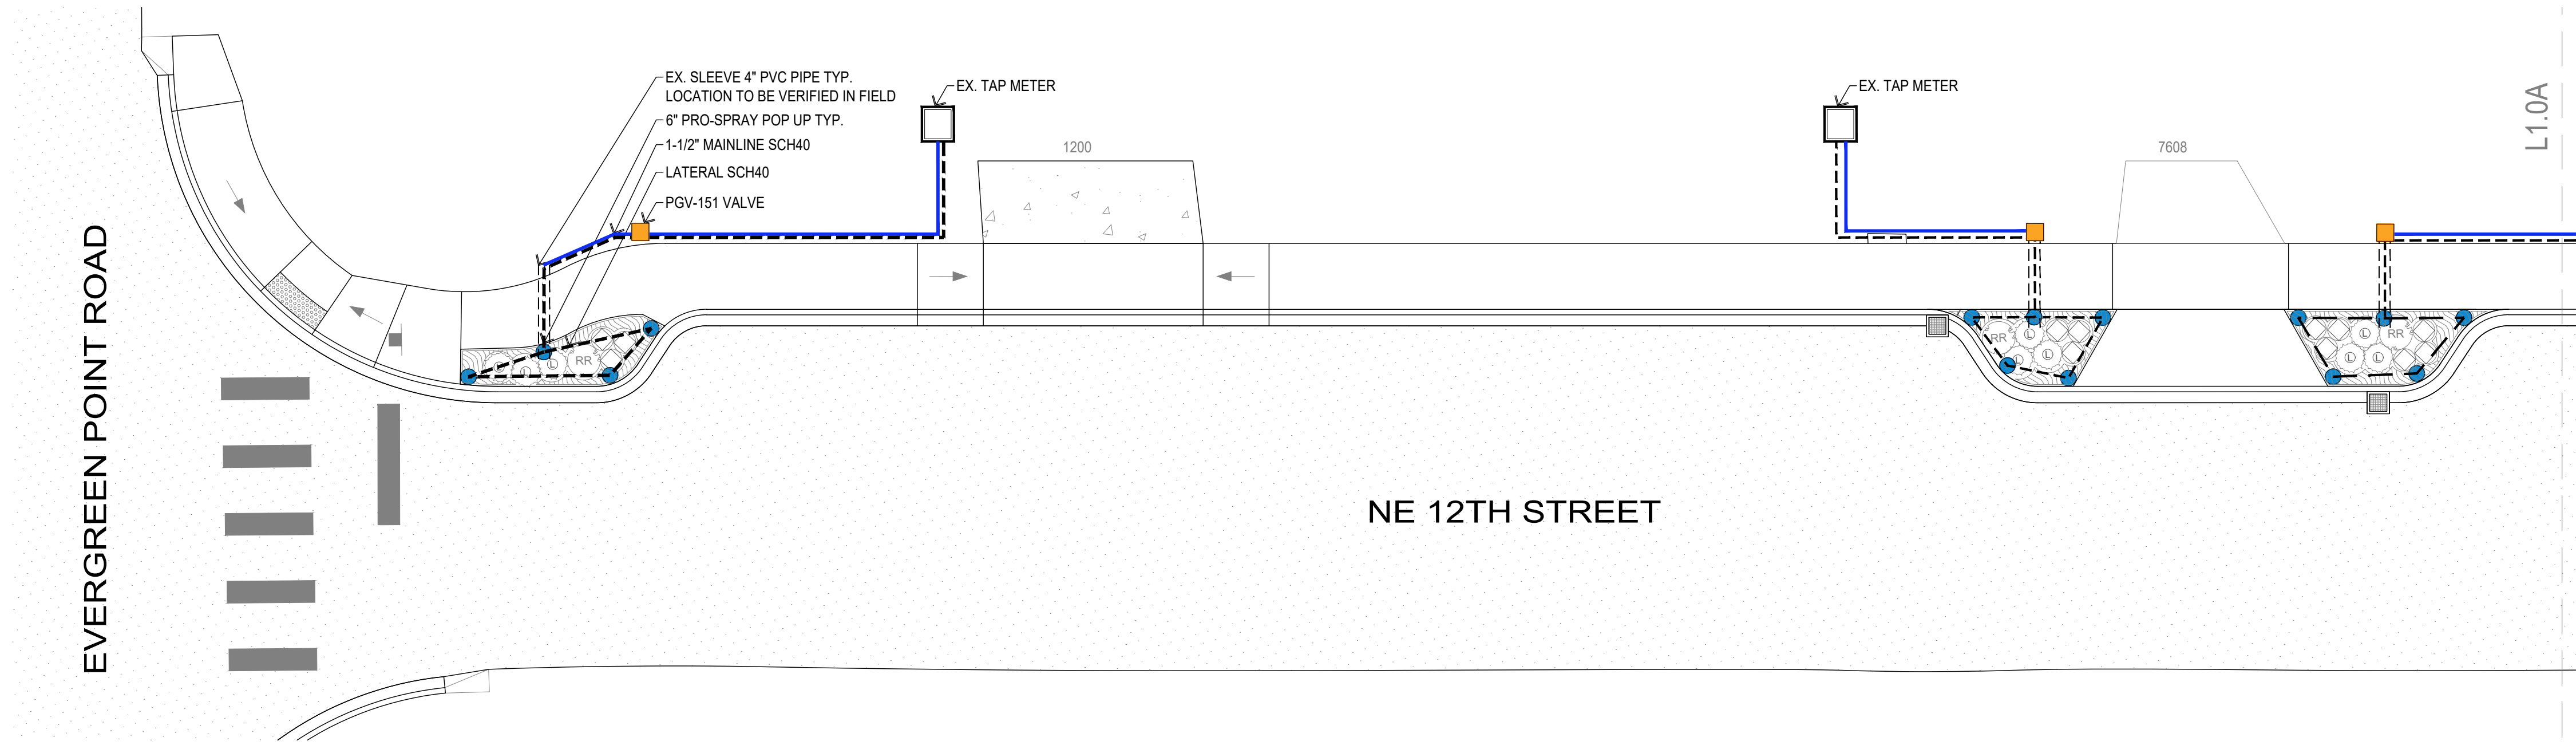 EX. SLEEVE 4" PVC PIPE TYP.
LOCATION TO BE VERIFIED IN FIELD
6" PRO-SPRAY POP UP TYP.
1-1/2" MAINLINE SCH40
LATERAL SCH40
PGV-151 VALVE
EX. TAP METER
1200
EX. TAP METER
7608
L1.0A
EVERGREEN POINT ROAD
NE 12TH STREET
L
L
L
RR
RR
L
L
L
L
RR
L
L